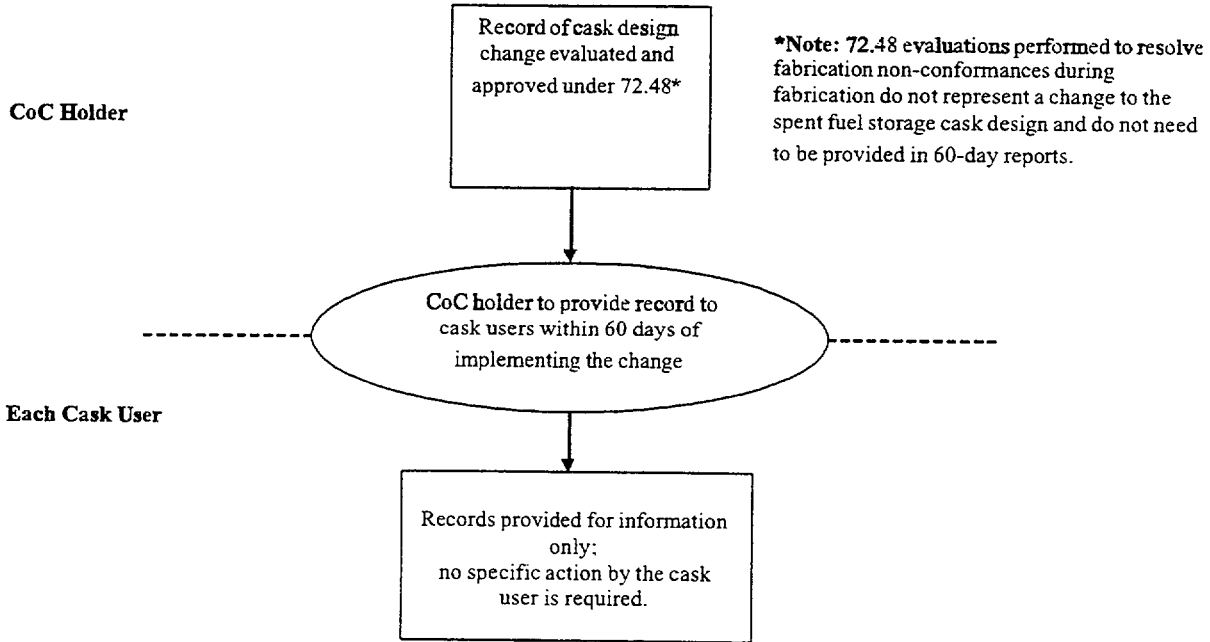 Record of cask design
change evaluated and
approved under 72.48*
*Note: 72.48 evaluations performed to resolve
fabrication non-conformances during
fabrication do not represent a change to the
spent fuel storage cask design and do not need
to be provided in 60-day reports.
CoC Holder
CoC holder to provide record to
cask users within 60 days of
implementing the change
Each Cask User
Records provided for information
only;
no specific action by the cask
user is required.